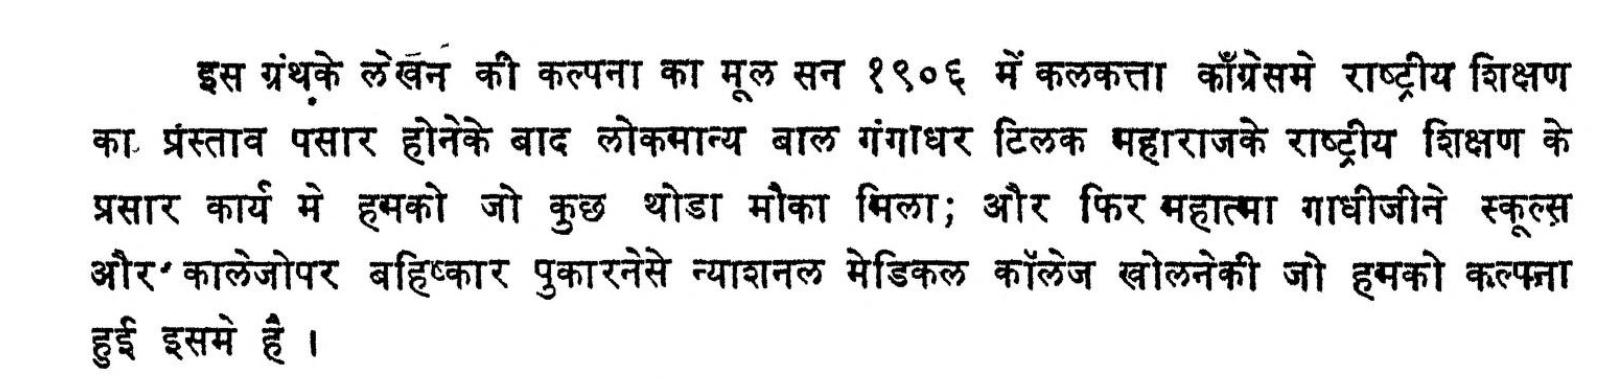 इस ग्रंथके लेखन की कल्पना का मूल सन १९०६ में कलकत्ता काँग्रेसमे राष्ट्रीय शिक्षण
का प्रंस्ताव पसार होनेके बाद लोकमान्य बाल गंगाधर टिलक महाराजके राष्ट्रीय शिक्षण के
प्रसार कार्य मे हमको जो कुछ थोडा मौका मिला; और फिर महात्मा गाधीजीने स्कूल्स
और कालेजोपर बहिष्कार पुकारनेसे न्याशनल मेडिकल कॉलेज खोलनेकी जो हमको कल्पना
हुई इसमे है ।